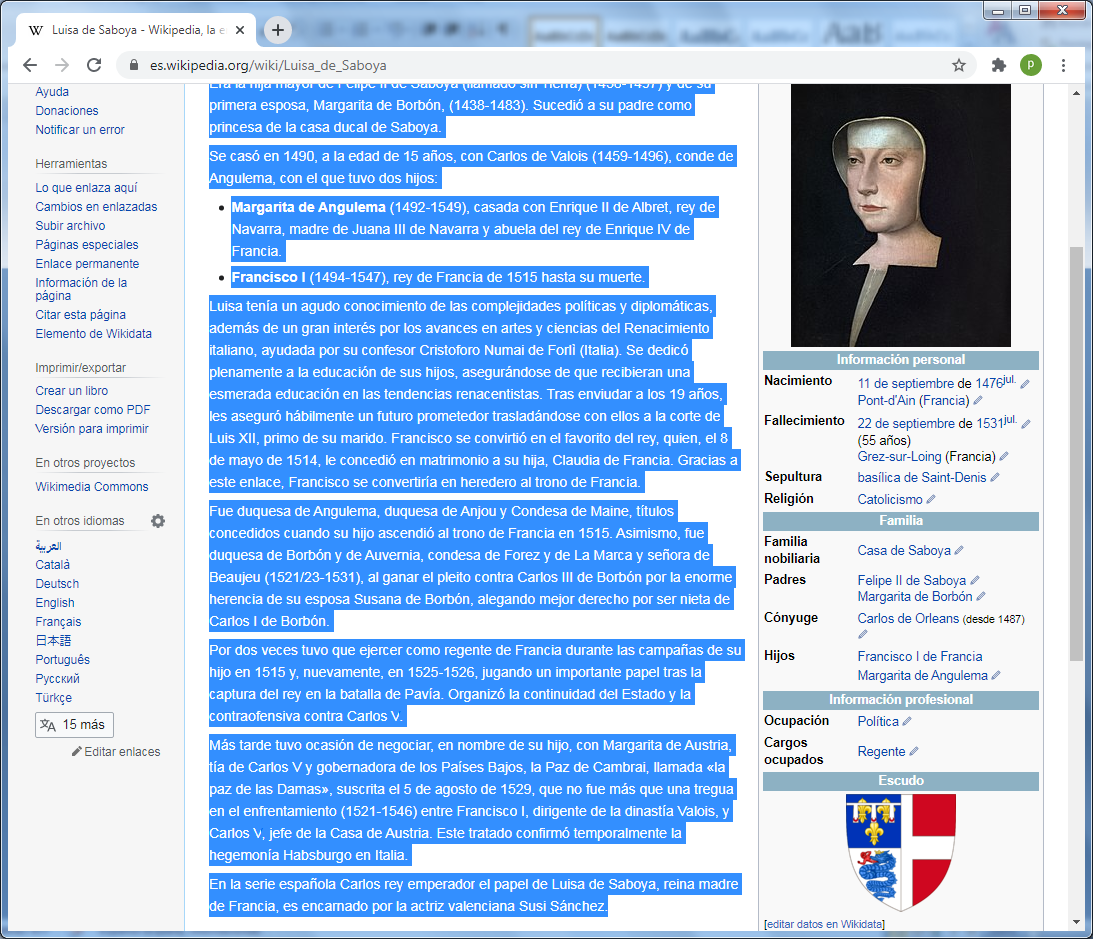 Luisa de Saboya - Wikipedia, la e
es.wikipedia.org/wiki/Luisa_de_Saboya
P
Ayuda
Donaciones
Notificar un error
Herramientas
Lo que enlaza aquí
Cambios en enlazadas
Subir archivo
Páginas especiales
Enlace permanente
Información de la
página
Citar esta página
Elemento de Wikidata
Imprimir/exportar
Crear un libro
Descargar como PDF
Versión para imprimir
En otros proyectos
Wikimedia Commons
En otros idiomas
العربية
Català
Deutsch
English
Français
日本語
Português
Русский
Türkçe
15 más
Editar enlaces
Era la hija mayor de Felipe II de Saboya (llamado sin Tierra) (1438-1497) y de su
primera esposa, Margarita de Borbón, (1438-1483). Sucedió a su padre como
princesa de la casa ducal de Saboya.
Se casó en 1490, a la edad de 15 años, con Carlos de Valois (1459-1496), conde de
Angulema, con el que tuvo dos hijos:
• Margarita de Angulema (1492-1549), casada con Enrique II de Albret, rey de
Navarra, madre de Juana III de Navarra y abuela del rey de Enrique IV de
Francia.
• Francisco I (1494-1547), rey de Francia de 1515 hasta su muerte.
Luisa tenía un agudo conocimiento de las complejidades políticas y diplomáticas,
además de un gran interés por los avances en artes y ciencias del Renacimiento
italiano, ayudada por su confesor Cristoforo Numai de Forlì (Italia). Se dedicó
plenamente a la educación de sus hijos, asegurándose de que recibieran una
esmerada educación en las tendencias renacentistas. Tras enviudar a los 19 años,
les aseguró hábilmente un futuro prometedor trasladándose con ellos a la corte de
Luis XII, primo de su marido. Francisco se convirtió en el favorito del rey, quien, el 8
de mayo de 1514, le concedió en matrimonio a su hija, Claudia de Francia. Gracias a
este enlace, Francisco se convertiría en heredero al trono de Francia.
Fue duquesa de Angulema, duquesa de Anjou y Condesa de Maine, títulos
concedidos cuando su hijo ascendió al trono de Francia en 1515. Asimismo, fue
duquesa de Borbón y de Auvernia, condesa de Forez y de La Marca y señora de
Beaujeu (1521/23-1531), al ganar el pleito contra Carlos III de Borbón por la enorme
herencia de su esposa Susana de Borbón, alegando mejor derecho por ser nieta de
Carlos I de Borbón.
Por dos veces tuvo que ejercer como regente de Francia durante las campañas de su
hijo en 1515 y, nuevamente, en 1525-1526, jugando un importante papel tras la
captura del rey en la batalla de Pavía. Organizó la continuidad del Estado y la
contraofensiva contra Carlos V.
Más tarde tuvo ocasión de negociar, en nombre de su hijo, con Margarita de Austria,
tía de Carlos V y gobernadora de los Países Bajos, la Paz de Cambrai, llamada «la
paz de las Damas», suscrita el 5 de agosto de 1529, que no fue más que una tregua
en el enfrentamiento (1521-1546) entre Francisco I, dirigente de la dinastía Valois, y
Carlos V, jefe de la Casa de Austria. Este tratado confirmó temporalmente la
hegemonía Habsburgo en Italia.
En la serie española Carlos rey emperador el papel de Luisa de Saboya, reina madre
de Francia, es encarnado por la actriz valenciana Susi Sánchez.
Información personal
Nacimiento 11 de septiembre de 1476jul.
Pont-d'Ain (Francia)
Fallecimiento 22 de septiembre de 1531jul.
(55 años)
Grez-sur-Loing (Francia)
Sepultura basílica de Saint-Denis
Religión Catolicismo
Familia
Familia
nobiliaria Casa de Saboya
Padres Felipe II de Saboya
Margarita de Borbón
Cónyuge Carlos de Orleans (desde 1487)
Hijos Francisco I de Francia
Margarita de Angulema
Información profesional
Ocupación Política
Cargos
ocupados Regente
Escudo
[editar datos en Wikidata]